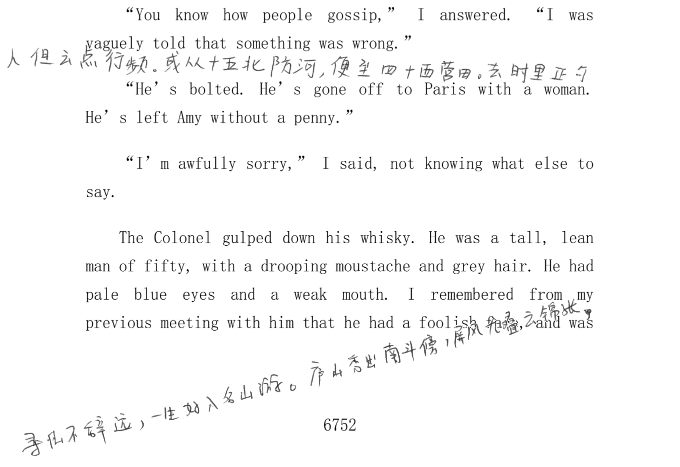 “You know how people gossip,” I answered. “I was
vaguely told that something was wrong.”
人但云点行频。或从十五北防河,便至四十西营田。去时里正与
“He’s bolted. He’s gone off to Paris with a woman.
He’s left Amy without a penny.”
“I’m awfully sorry,” I said, not knowing what else to
say.
The Colonel gulped down his whisky. He was a tall, lean
man of fifty, with a drooping moustache and grey hair. He had
pale blue eyes and a weak mouth. I remembered from my
previous meeting with him that he had a foolish face, and was
寻仙不辞远,一生好入名山游。庐山秀出南斗傍,屏风九叠云锦张,
6752